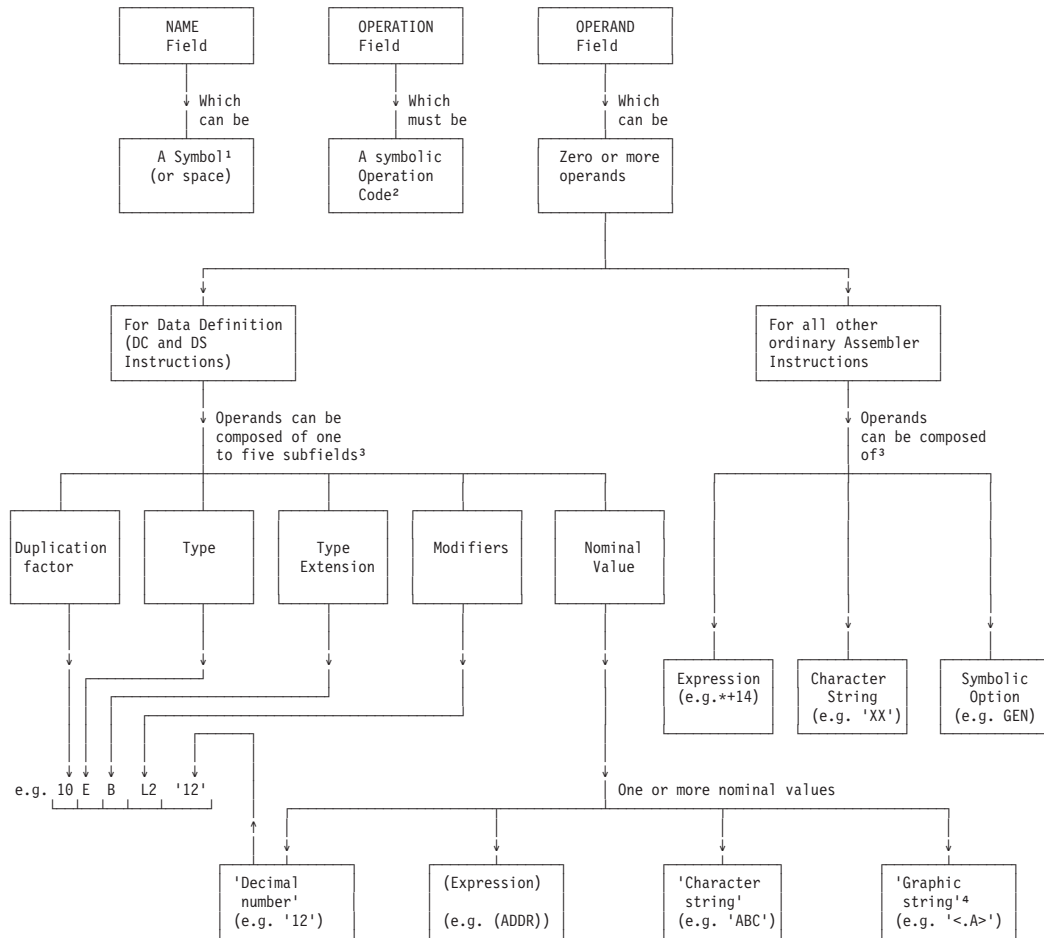 NAME
Field
OPERATION
Field
OPERAND
Field
Which
can be
Which
must be
Which
can be
A Symbol¹
(or space)
A symbolic
Operation
Code²
Zero or more
operands
For Data Definition
(DC and DS
Instructions)
For all other
ordinary Assembler
Instructions
Operands can be
composed of one
to five subfields³
Operands
can be composed
of³
Duplication
factor
Type
Type
Extension
Modifiers
Nominal
Value
Expression
(e.g.*+14)
Character
String
(e.g. 'XX')
Symbolic
Option
(e.g. GEN)
e.g. 10 E B L2 '12'
One or more nominal values
'Decimal
number'
(e.g. '12')
(Expression)
(e.g. (ADDR))
'Character
string'
(e.g. 'ABC')
'Graphic
string'⁴
(e.g. '<.A>')